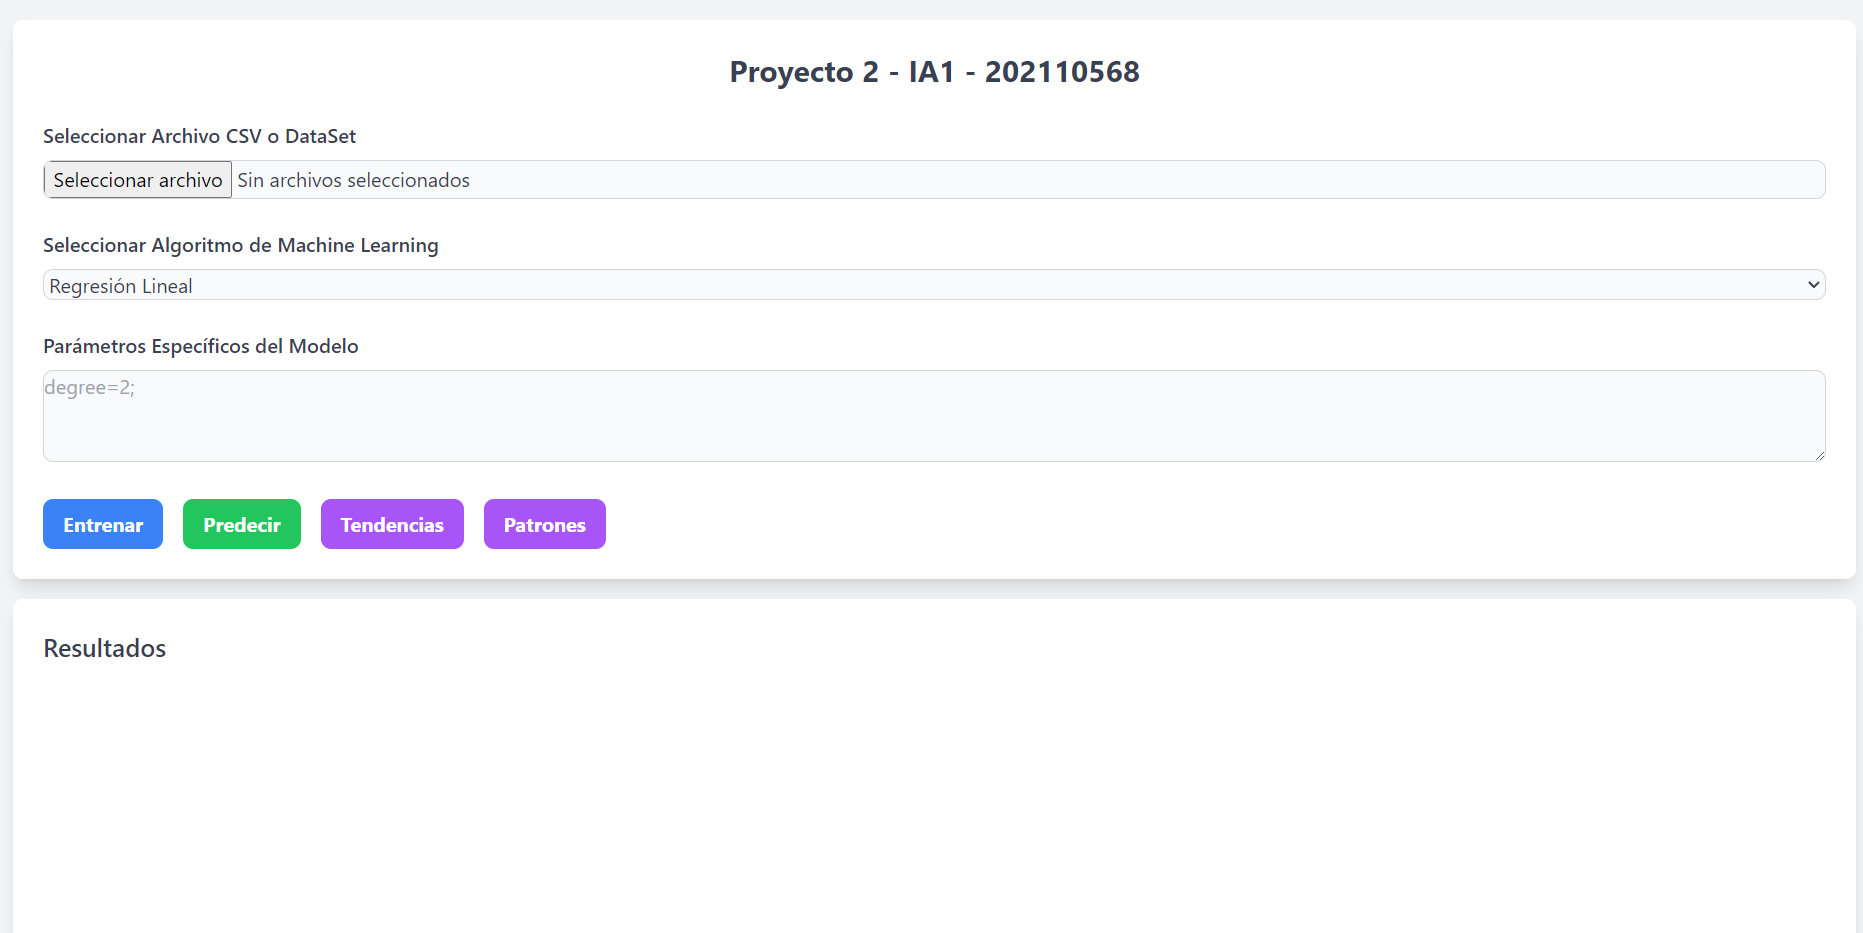 Proyecto 2 - IA1 - 202110568
Seleccionar Archivo CSV o DataSet
Seleccionar archivo Sin archivos seleccionados
Seleccionar Algoritmo de Machine Learning
Regresión Lineal
Parámetros Específicos del Modelo
degree=2;
Entrenar Predecir Tendencias Patrones
Resultados